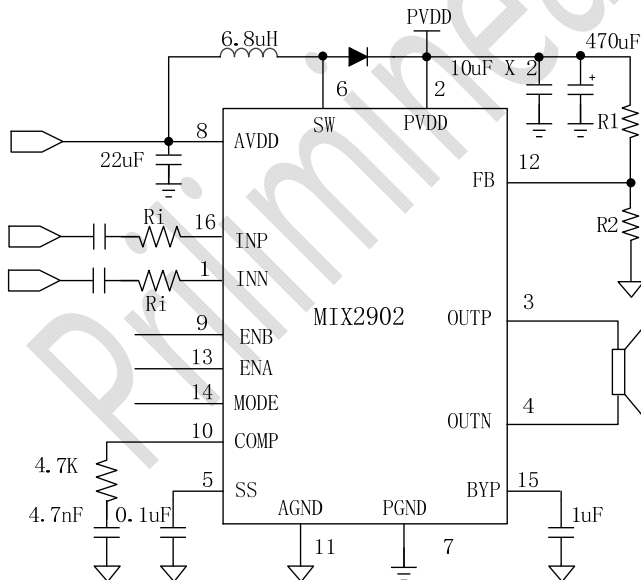 PVDD
6.8uH
470uF
10uF X 2
6
2
SW
PVDD
R1
8
AVDD
22uF
12
FB
Ri
16
INP
R2
1
INN
Ri
MIX2902
3
OUTP
9
ENB
13
ENA
14
MODE
4
OUTN
10
COMP
4.7K
5
SS
15
BYP
4.7nF
0.1uF
AGND
PGND
1uF
11
7
+
Prilimine